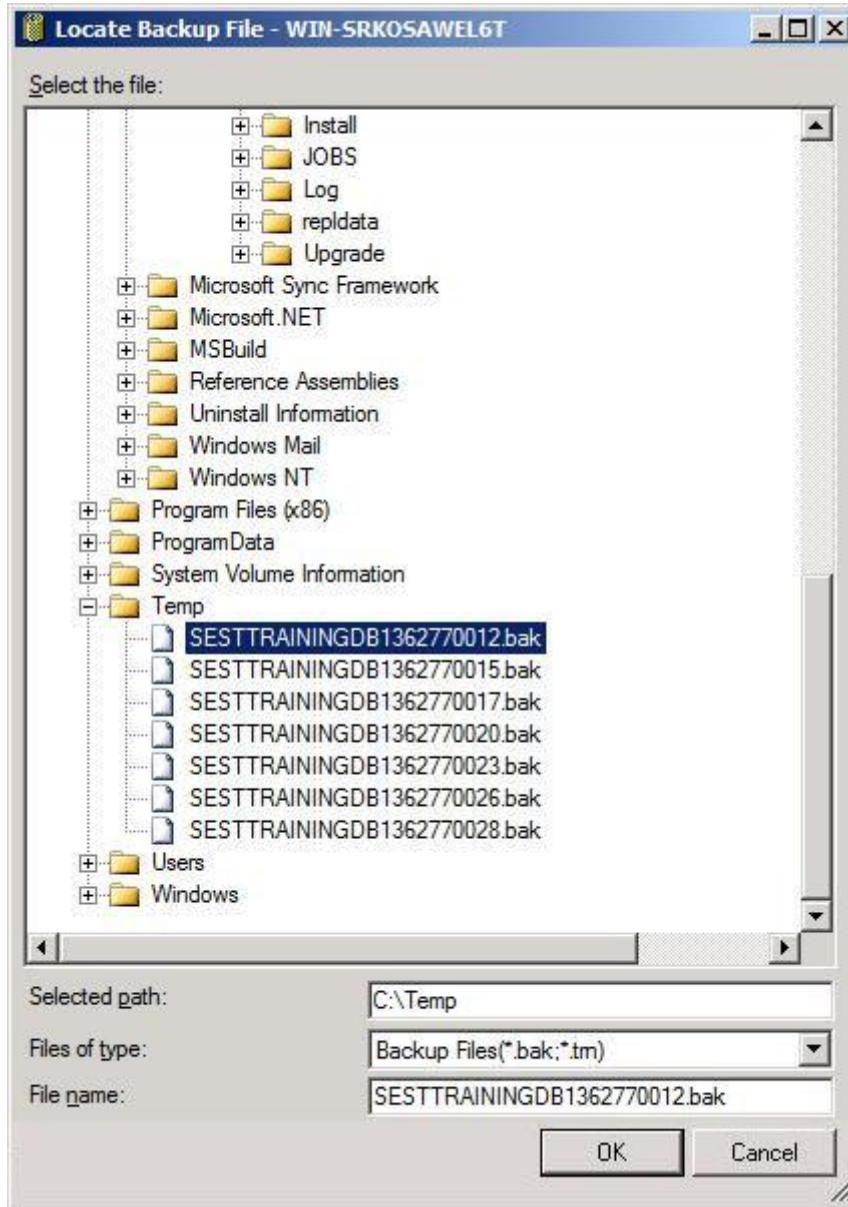 Locate Backup File - WIN-SRKOSAWEL6T
Select the file:
Install
JOBS
Log
repldata
Upgrade
Microsoft Sync Framework
Microsoft.NET
MSBuild
Reference Assemblies
Uninstall Information
Windows Mail
Windows NT
Program Files (x86)
ProgramData
System Volume Information
Temp
SESTTRAININGDB1362770012.bak
SESTTRAININGDB1362770015.bak
SESTTRAININGDB1362770017.bak
SESTTRAININGDB1362770020.bak
SESTTRAININGDB1362770023.bak
SESTTRAININGDB1362770026.bak
SESTTRAININGDB1362770028.bak
Users
Windows
Selected path: C:\Temp
Files of type: Backup Files(*.bak;*.trn)
File name: SESTTRAININGDB1362770012.bak
OK Cancel